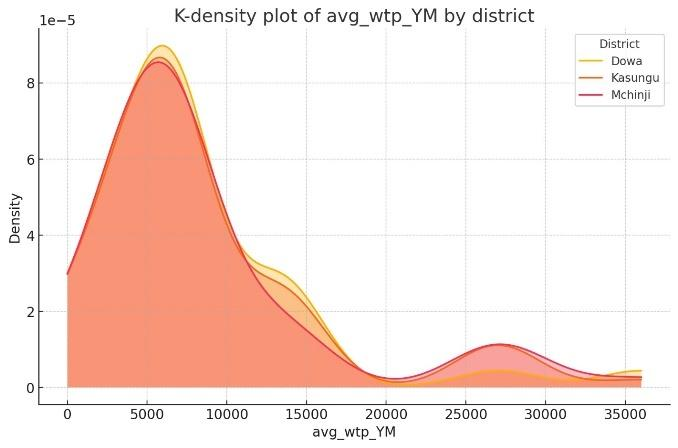 K-density plot of avg_wtp_YM by district
1e−5
District
Dowa
Kasungu
Mchinji
8
6
4
2
0
Density
0 5000 10000 15000 20000 25000 30000 35000
avg_wtp_YM